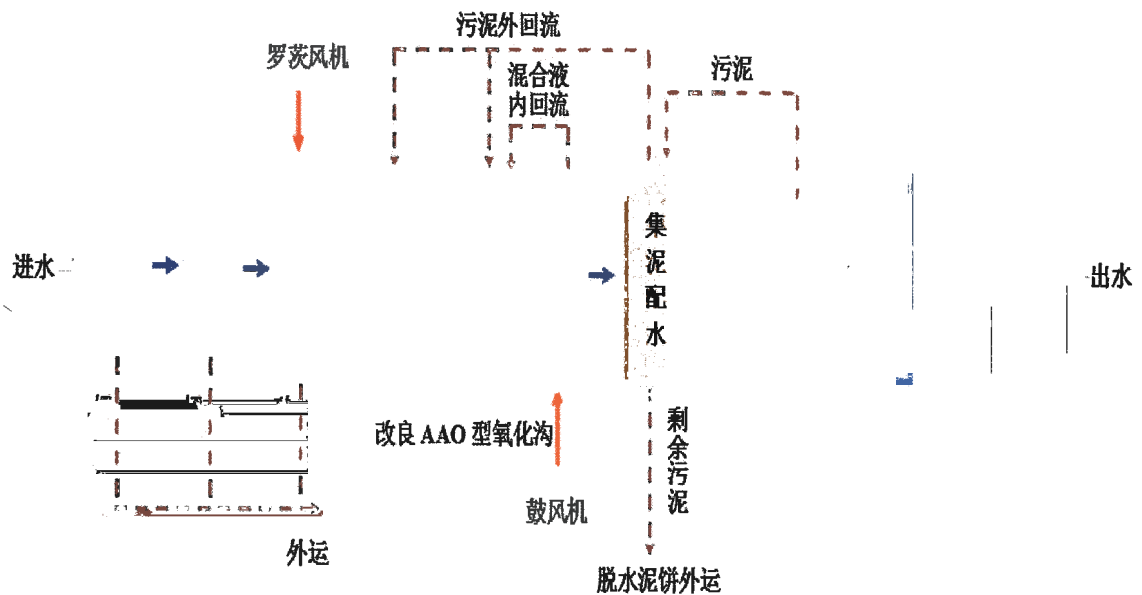 污泥外回流
罗茨风机
混合液
内回流
污泥
进水
集泥配水
出水
改良 AAO 型氧化沟
剩余污泥
鼓风机
外运
脱水泥饼外运